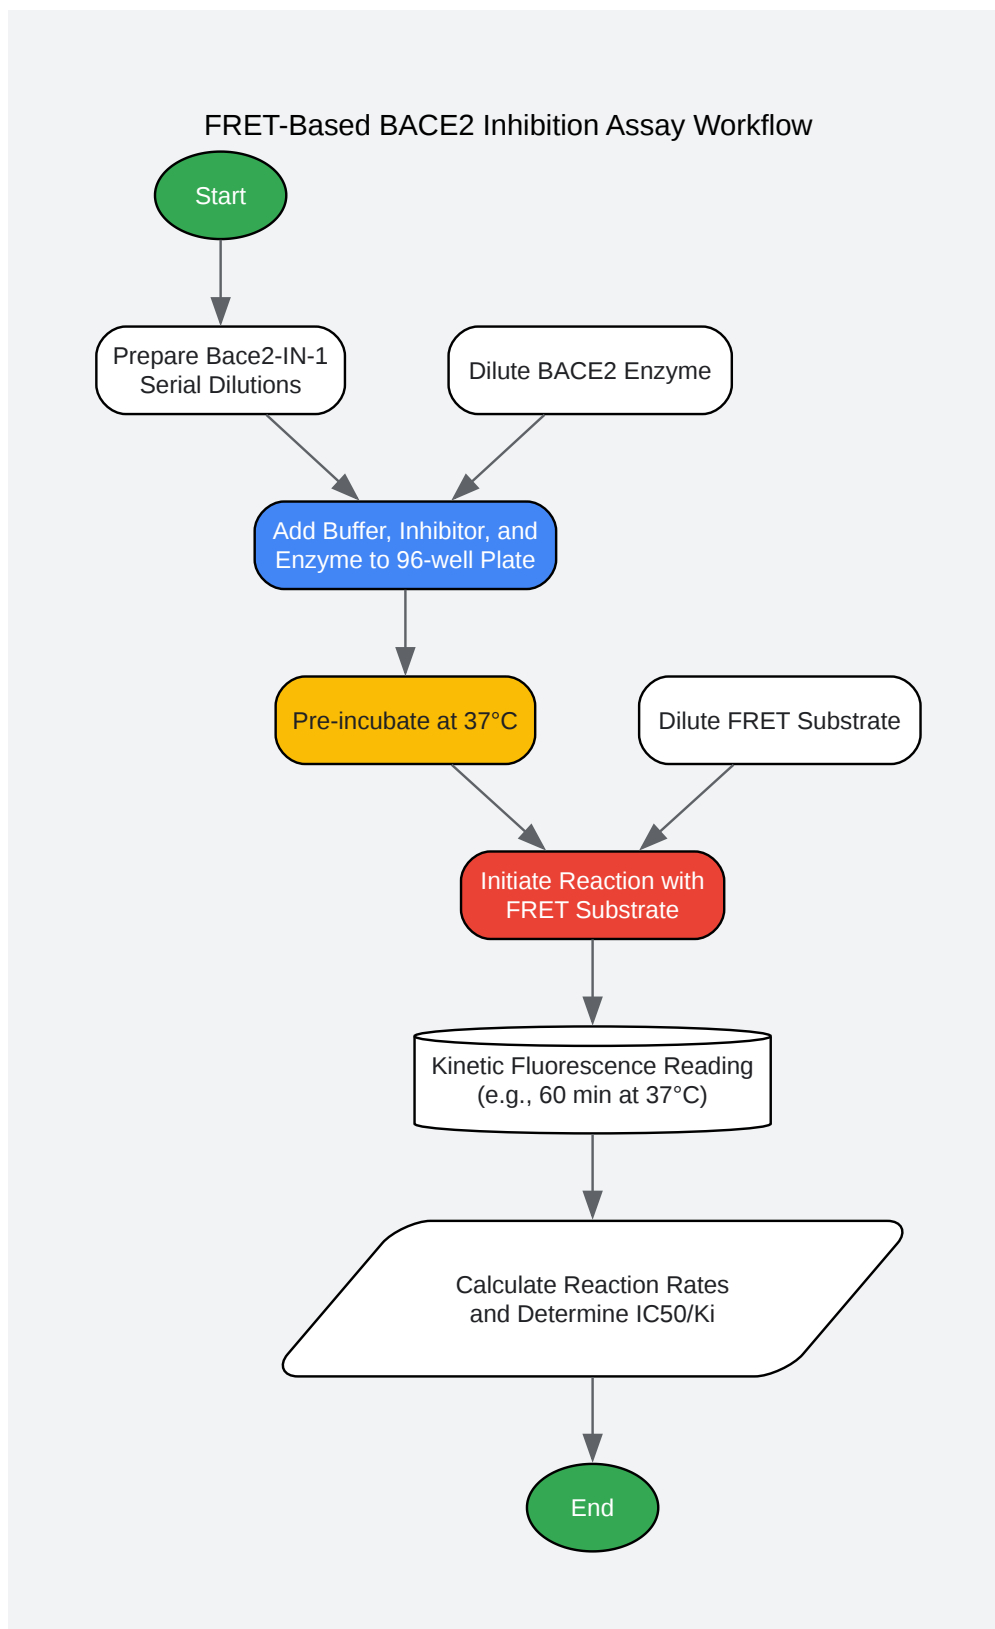 FRET-Based BACE2 Inhibition Assay Workflow
Start
Prepare Bace2-IN-1
Serial Dilutions
Dilute BACE2 Enzyme
Add Buffer, Inhibitor, and
Enzyme to 96-well Plate
Pre-incubate at 37°C
Dilute FRET Substrate
Initiate Reaction with
FRET Substrate
Kinetic Fluorescence Reading
(e.g., 60 min at 37°C)
Calculate Reaction Rates
and Determine IC50/Ki
End